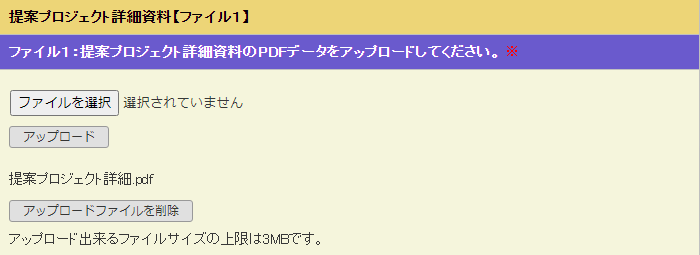 提案プロジェクト詳細資料【ファイル１】
ファイル１：提案プロジェクト詳細資料のPDFデータをアップロードしてください。 ※
ファイルを選択 選択されていません
アップロード
提案プロジェクト詳細.pdf
アップロードファイルを削除
アップロード出来るファイルサイズの上限は3MBです。